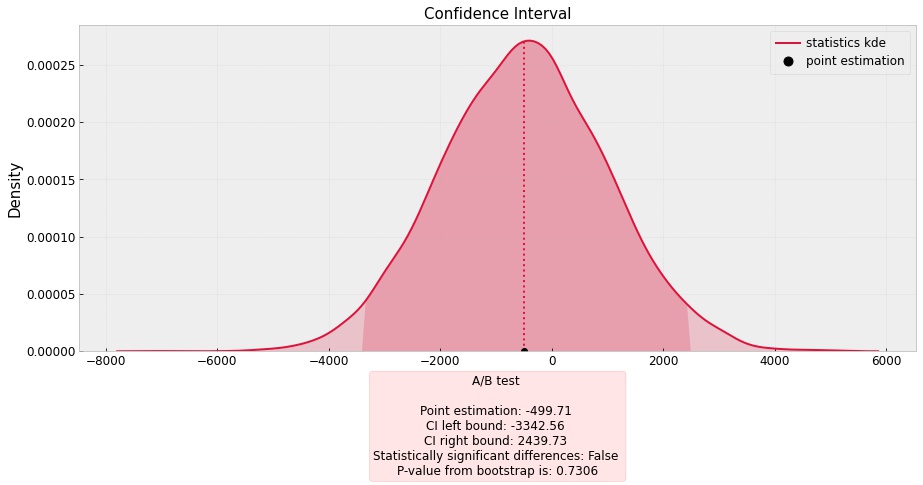 Confidence Interval
statistics kde
point estimation
Density
0.00025
0.00020
0.00015
0.00010
0.00005
0.00000
−8000 −6000 −4000 −2000 0 2000 4000 6000
A/B test
Point estimation: -499.71
CI left bound: -3342.56
CI right bound: 2439.73
Statistically significant differences: False
P-value from bootstrap is: 0.7306